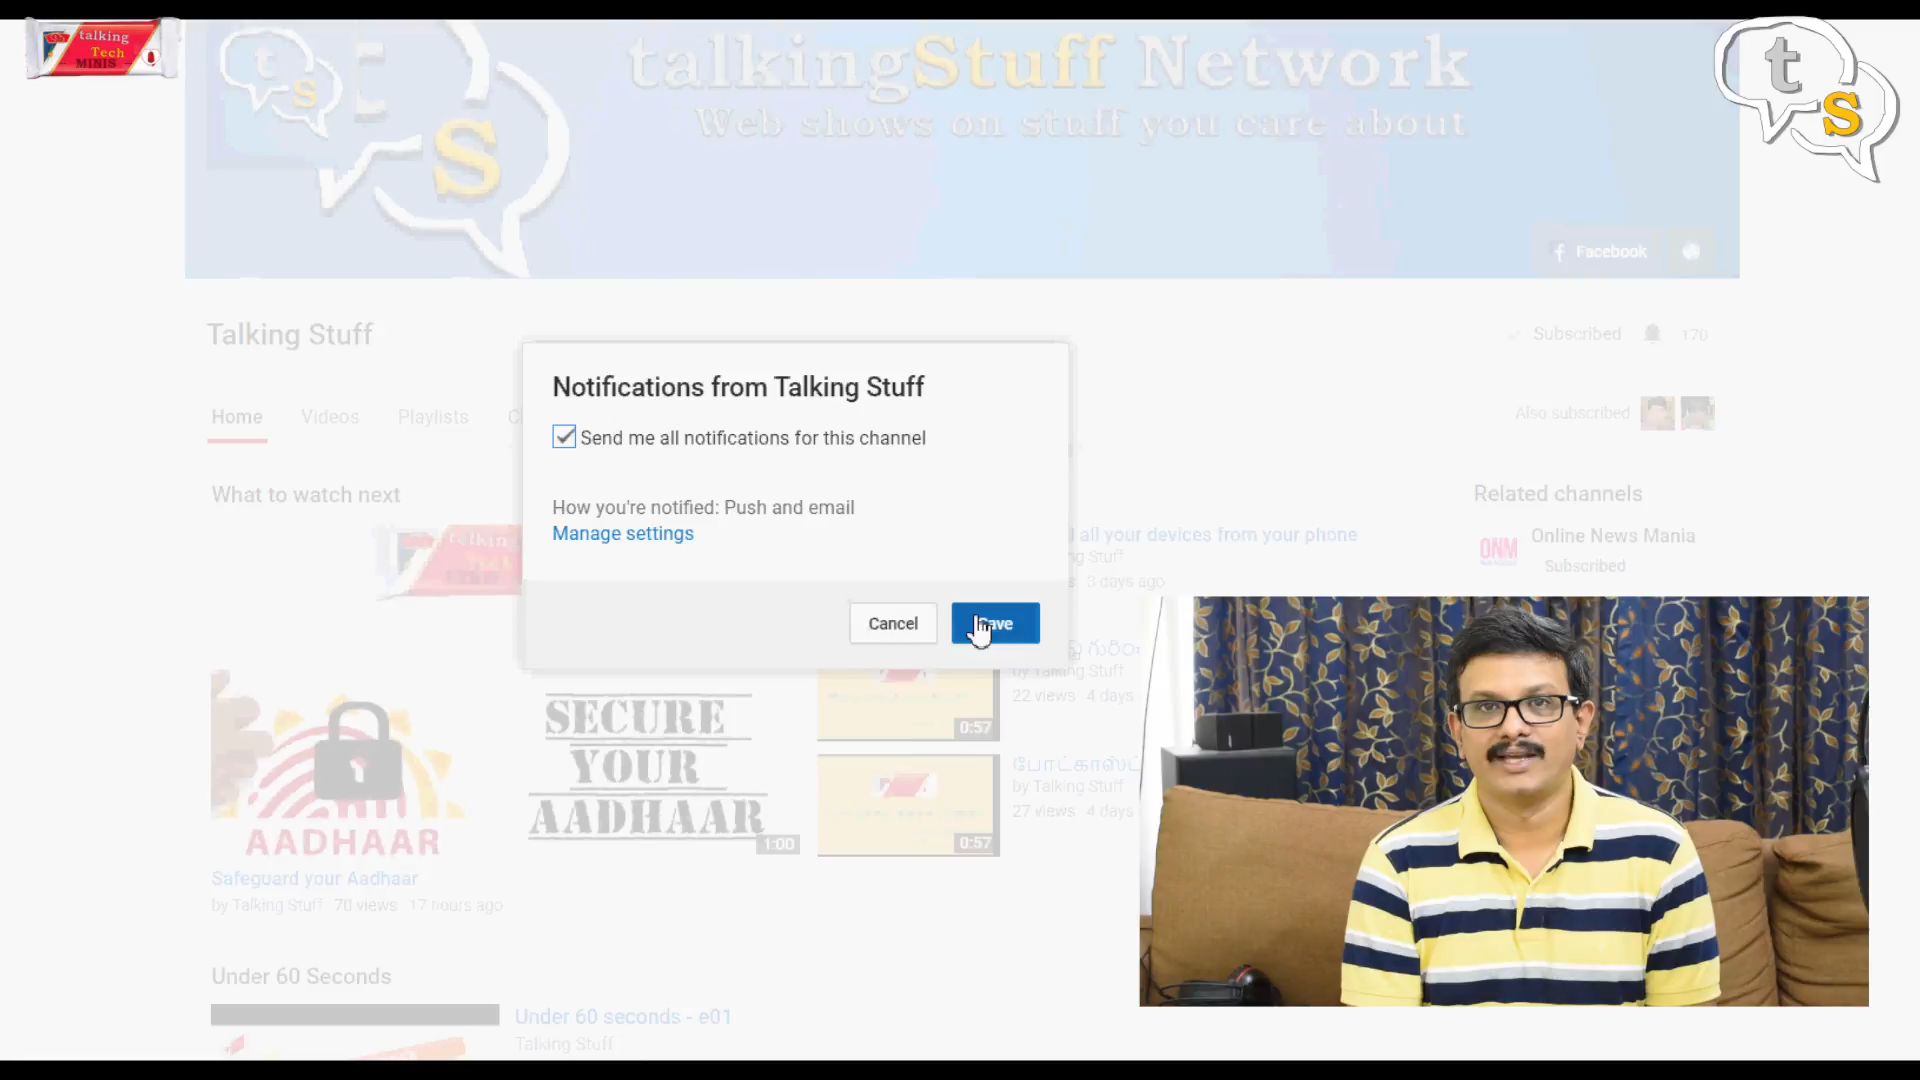 talking
Tech
MINIS
t
S
talkingStuff Network
Web shows on stuff you care about
t
s
S
Facebook
Talking Stuff
Subscribed 170
Home Videos Playlists
Also subscribed
Notifications from Talking Stuff
Send me all notifications for this channel
How you're notified: Push and email
Manage settings
Cancel
What to watch next
Related channels
all your devices from your phone
Stuff
3 days ago
ONM
Online News Mania
Subscribed
by Talking Stuff
22 views 4 days
0:57
போட்காஸ்ட்
by Talking Stuff
27 views 4 days
0:57
SECURE
YOUR
AADHAAR
1:00
AADHAAR
Safeguard your Aadhaar
by Talking Stuff 70 views 17 hours ago
Under 60 Seconds
Under 60 seconds - e01
Talking Stuff